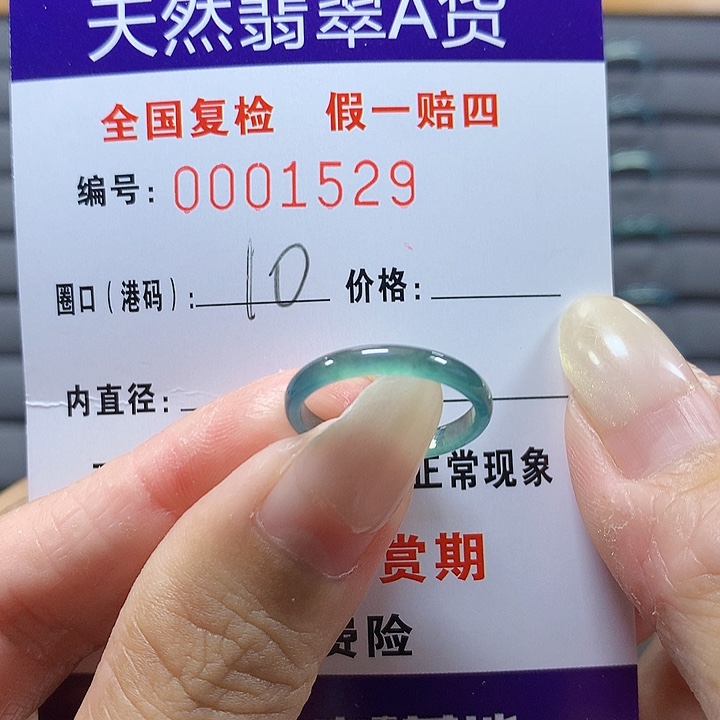 天然翡翠A货
全国复检 假一赔四
编号: 0001529
圈口(港码): 10 价格:
内直径:
正常现象
赏期
险